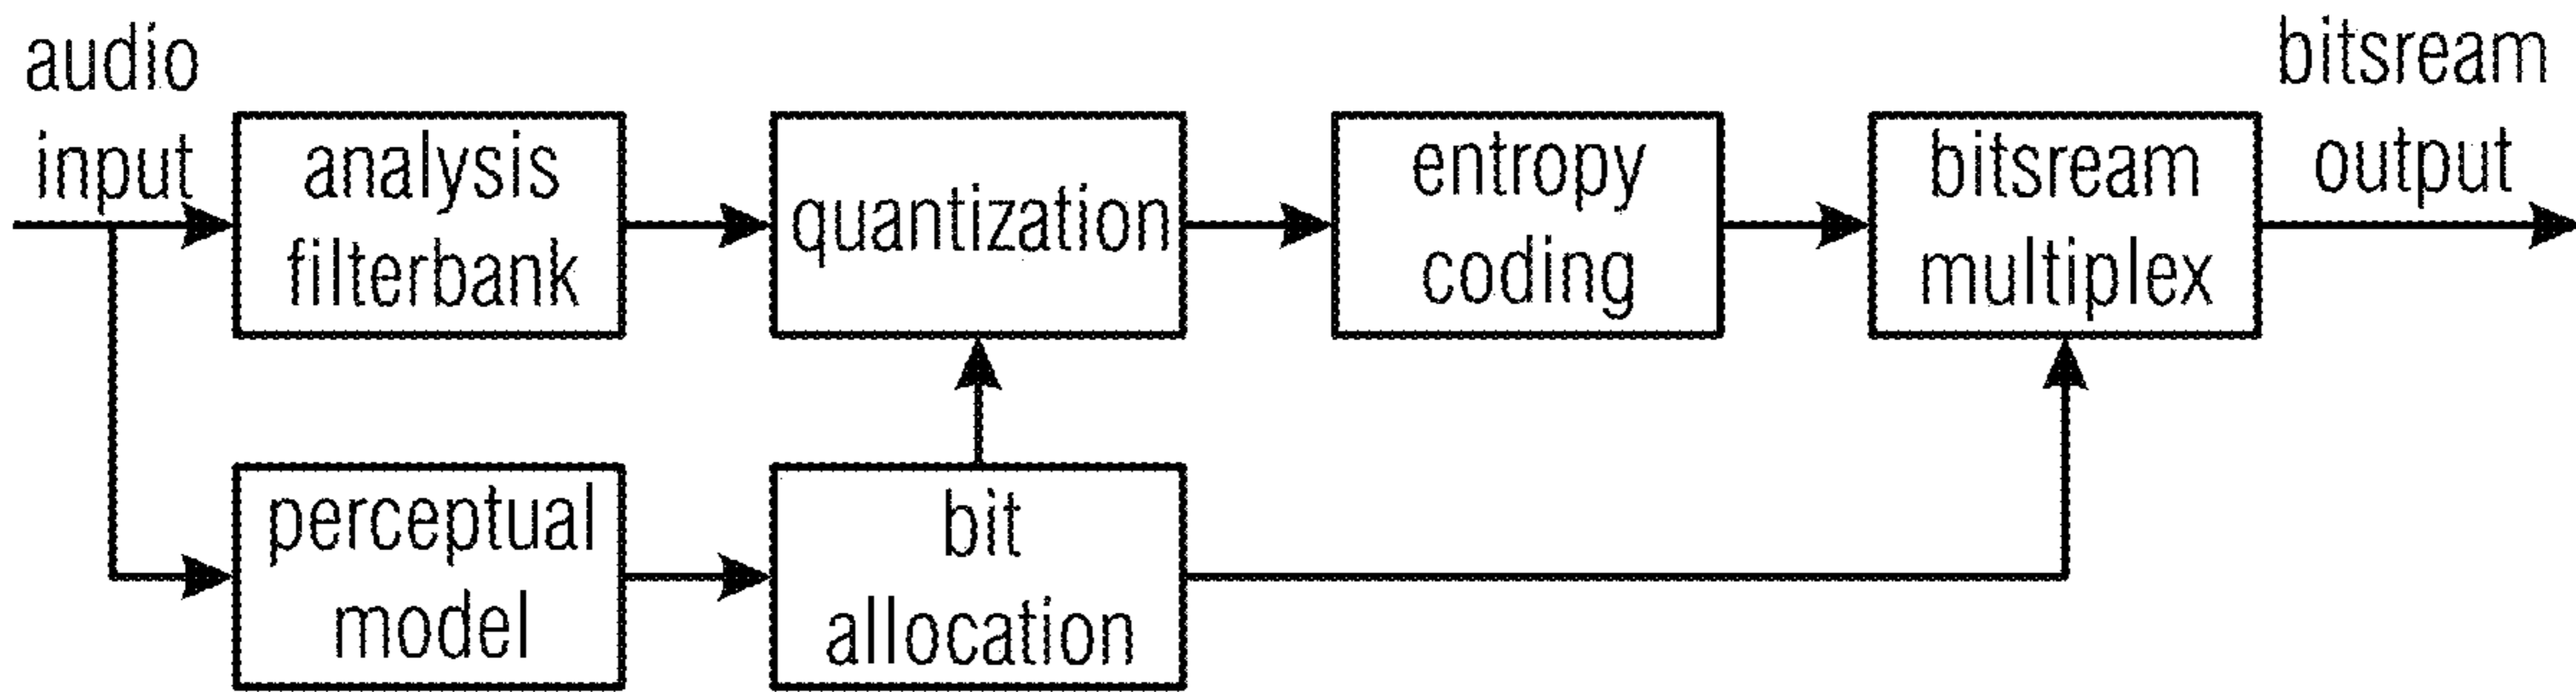 audio
input
analysis
filterbank
quantization
entropy
coding
bitsream
multiplex
bitsream
output
perceptual
model
bit
allocation